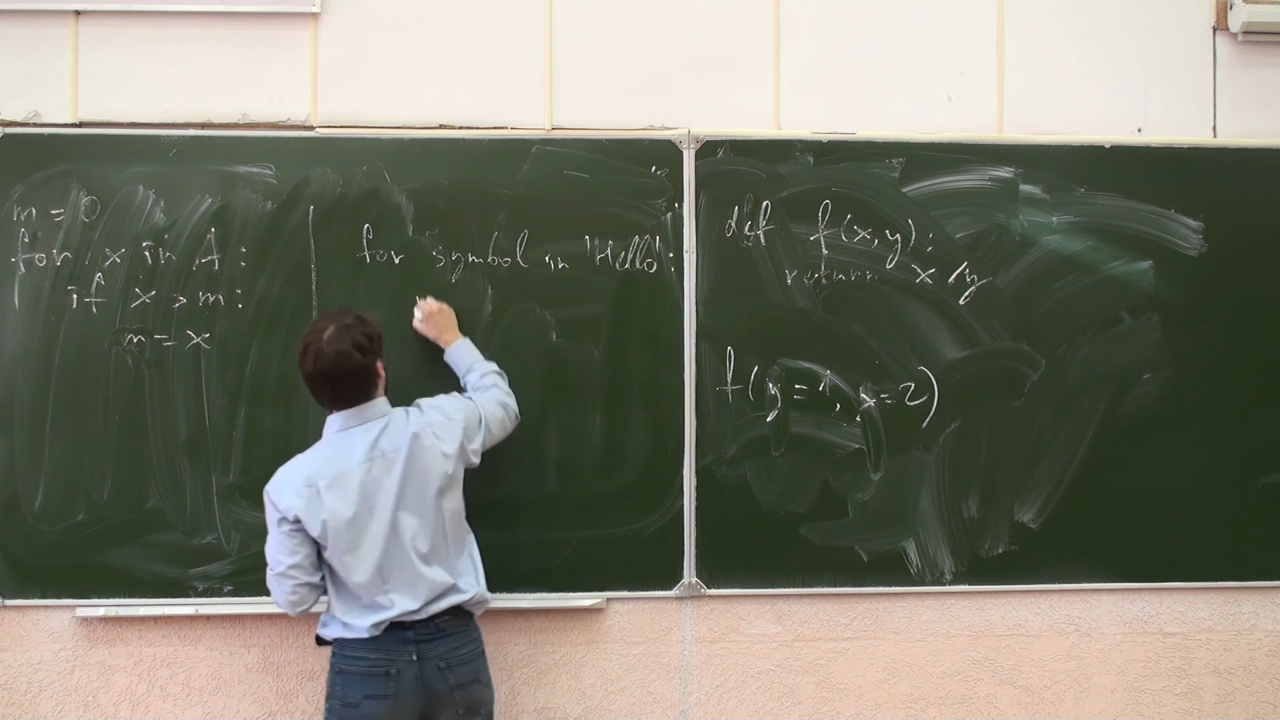 m = 0
for x in A :
if x > m :
m = x
for symbol in 'Hello' :
def f(x, y) :
return x / y
f(y = 1, x = 2)